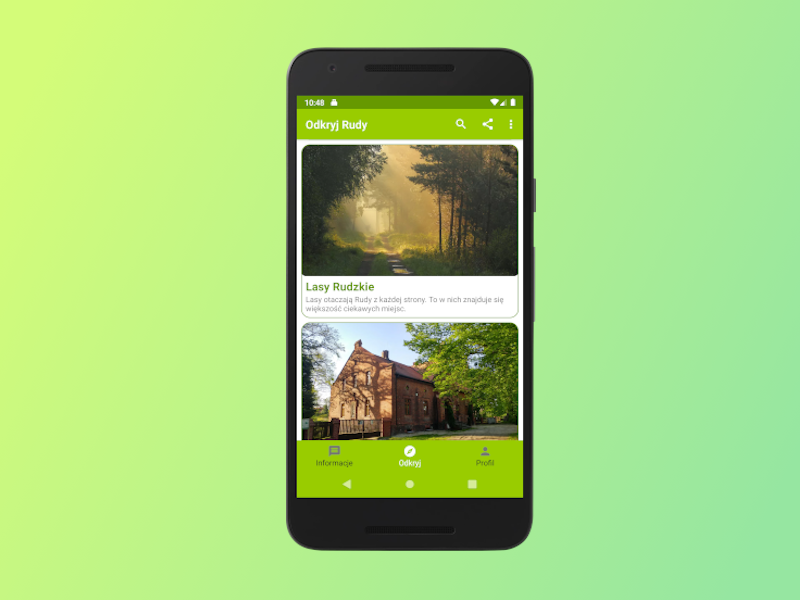 10:48
Odkryj Rudy
Lasy Rudzkie
Lasy otaczają Rudy z każdej strony. To w nich znajduje się
większość ciekawych miejsc.
Informacje
Odkryj
Profil